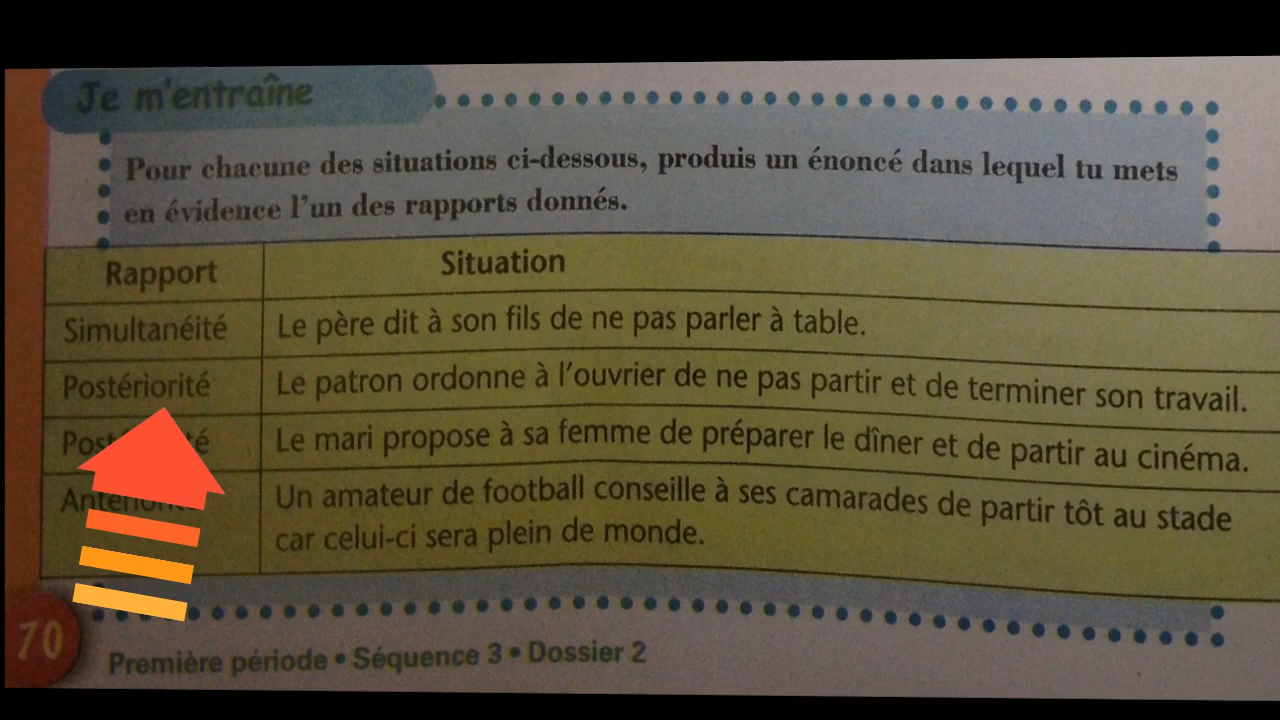 Je m'entraîne
Pour chacune des situations ci-dessous, produis un énoncé dans lequel tu mets
en évidence l'un des rapports donnés.
Rapport Situation
Simultanéité Le père dit à son fils de ne pas parler à table.
Postériorité Le patron ordonne à l'ouvrier de ne pas partir et de terminer son travail.
Le mari propose à sa femme de préparer le dîner et de partir au cinéma.
Un amateur de football conseille à ses camarades de partir tôt au stade
car celui-ci sera plein de monde.
70
Première période • Séquence 3 • Dossier 2